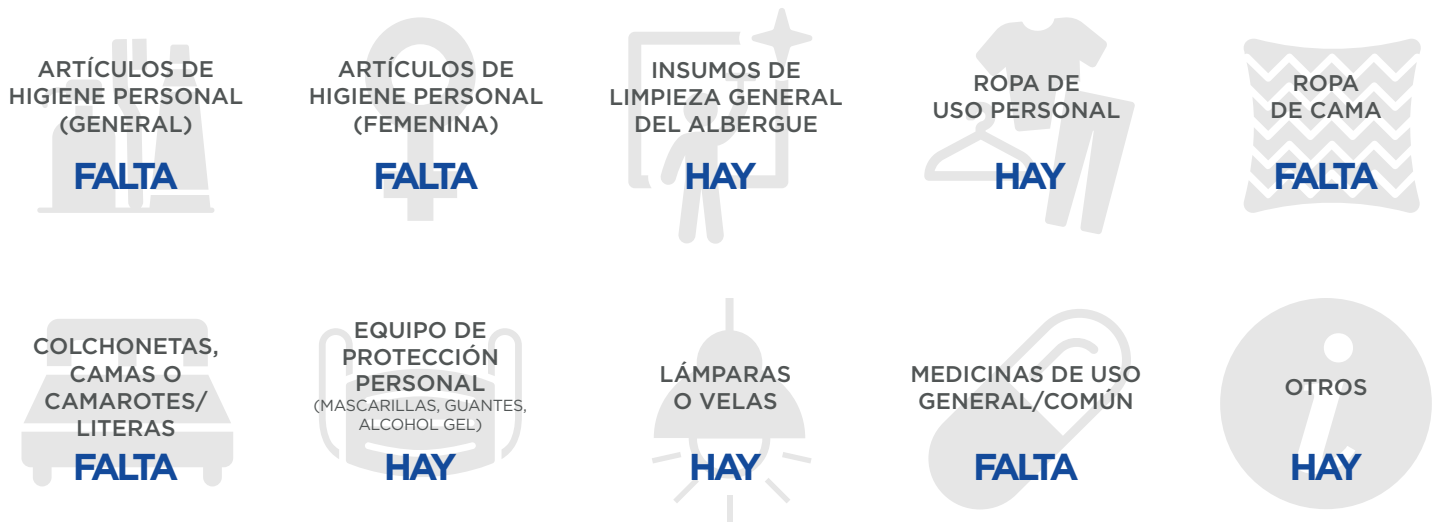 ARTÍCULOS DE
HIGIENE PERSONAL
(GENERAL)
FALTA
ARTÍCULOS DE
HIGIENE PERSONAL
(FEMENINA)
FALTA
INSUMOS DE
LIMPIEZA GENERAL
DEL ALBERGUE
HAY
ROPA DE
USO PERSONAL
HAY
ROPA
DE CAMA
FALTA
COLCHONETAS,
CAMAS O
CAMAROTES/
LITERAS
FALTA
EQUIPO DE
PROTECCIÓN
PERSONAL
(MASCARILLAS, GUANTES,
ALCOHOL GEL)
HAY
LÁMPARAS
O VELAS
HAY
MEDICINAS DE USO
GENERAL/COMÚN
FALTA
OTROS
HAY